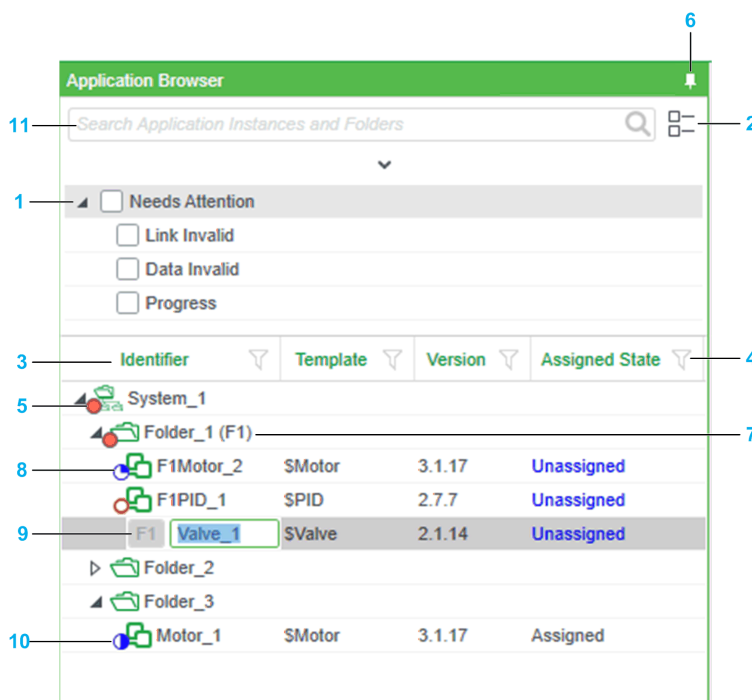 6
Application Browser
11 Search Application Instances and Folders 2
1 Needs Attention
Link Invalid
Data Invalid
Progress
3 Identifier Template Version Assigned State 4
5 System_1
Folder_1 (F1) 7
8 F1Motor_2 $Motor 3.1.17 Unassigned
F1PID_1 $PID 2.7.7 Unassigned
9 F1 Valve_1 $Valve 2.1.14 Unassigned
Folder_2
Folder_3
10 Motor_1 $Motor 3.1.17 Assigned